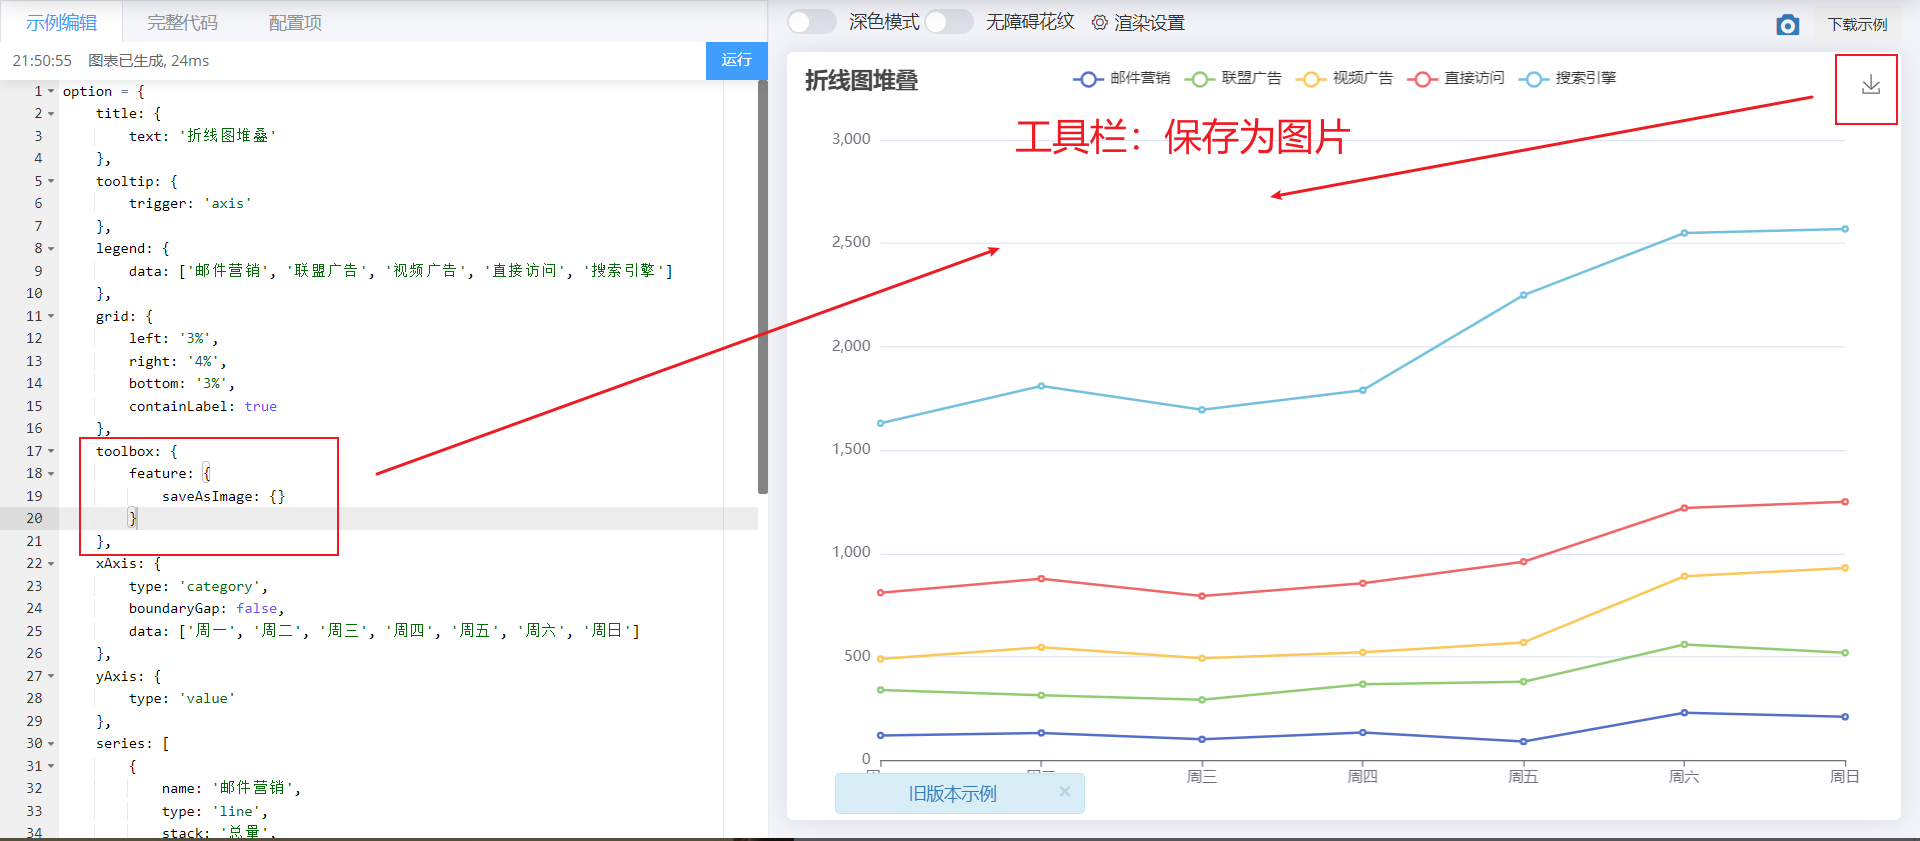 示例编辑 完整代码 配置项
21:50:55 图表已生成, 24ms 运行
1 option = {
2 title: {
3 text: '折线图堆叠'
4 },
5 tooltip: {
6 trigger: 'axis'
7 },
8 legend: {
9 data: ['邮件营销', '联盟广告', '视频广告', '直接访问', '搜索引擎']
10 },
11 grid: {
12 left: '3%',
13 right: '4%',
14 bottom: '3%',
15 containLabel: true
16 },
17 toolbox: {
18 feature: {
19 saveAsImage: {}
20 }
21 },
22 xAxis: {
23 type: 'category',
24 boundaryGap: false,
25 data: ['周一', '周二', '周三', '周四', '周五', '周六', '周日']
26 },
27 yAxis: {
28 type: 'value'
29 },
30 series: [
31 {
32 name: '邮件营销',
33 type: 'line',
34 stack: '总量',
深色模式 无障碍花纹 渲染设置 下载示例
折线图堆叠 邮件营销 联盟广告 视频广告 直接访问 搜索引擎
工具栏：保存为图片
3,000
2,500
2,000
1,500
1,000
500
0
周三 周四 周五 周六 周日
旧版本示例 ×